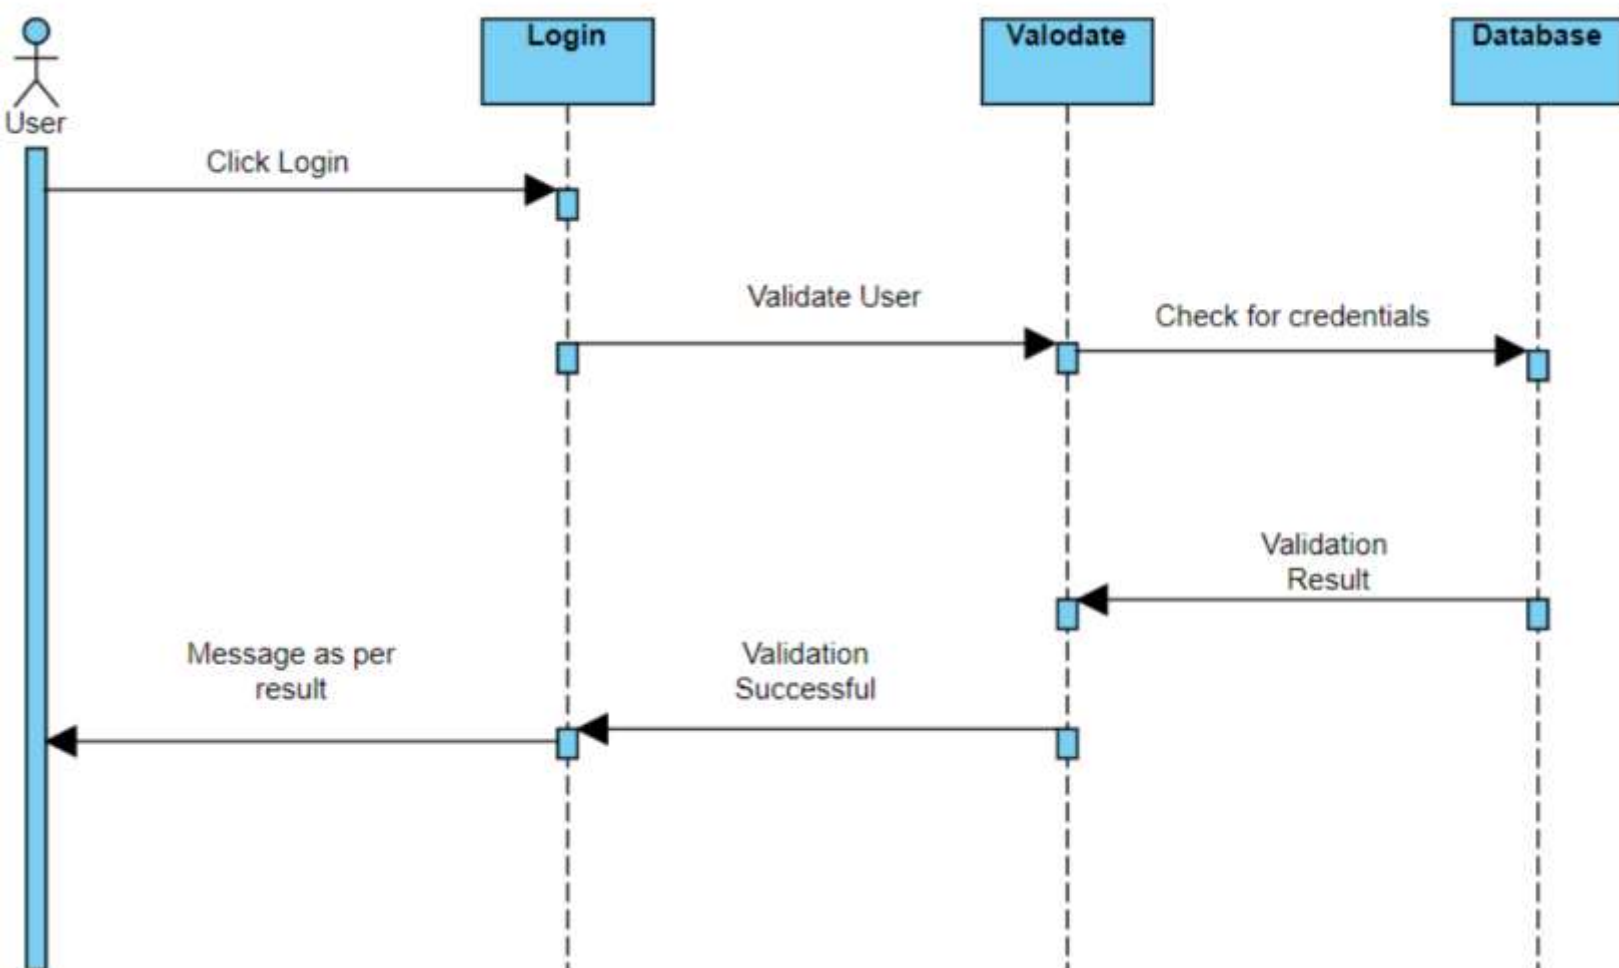 Login
Valodate
Database
User
Click Login
Validate User
Check for credentials
Validation
Result
Message as per
result
Validation
Successful